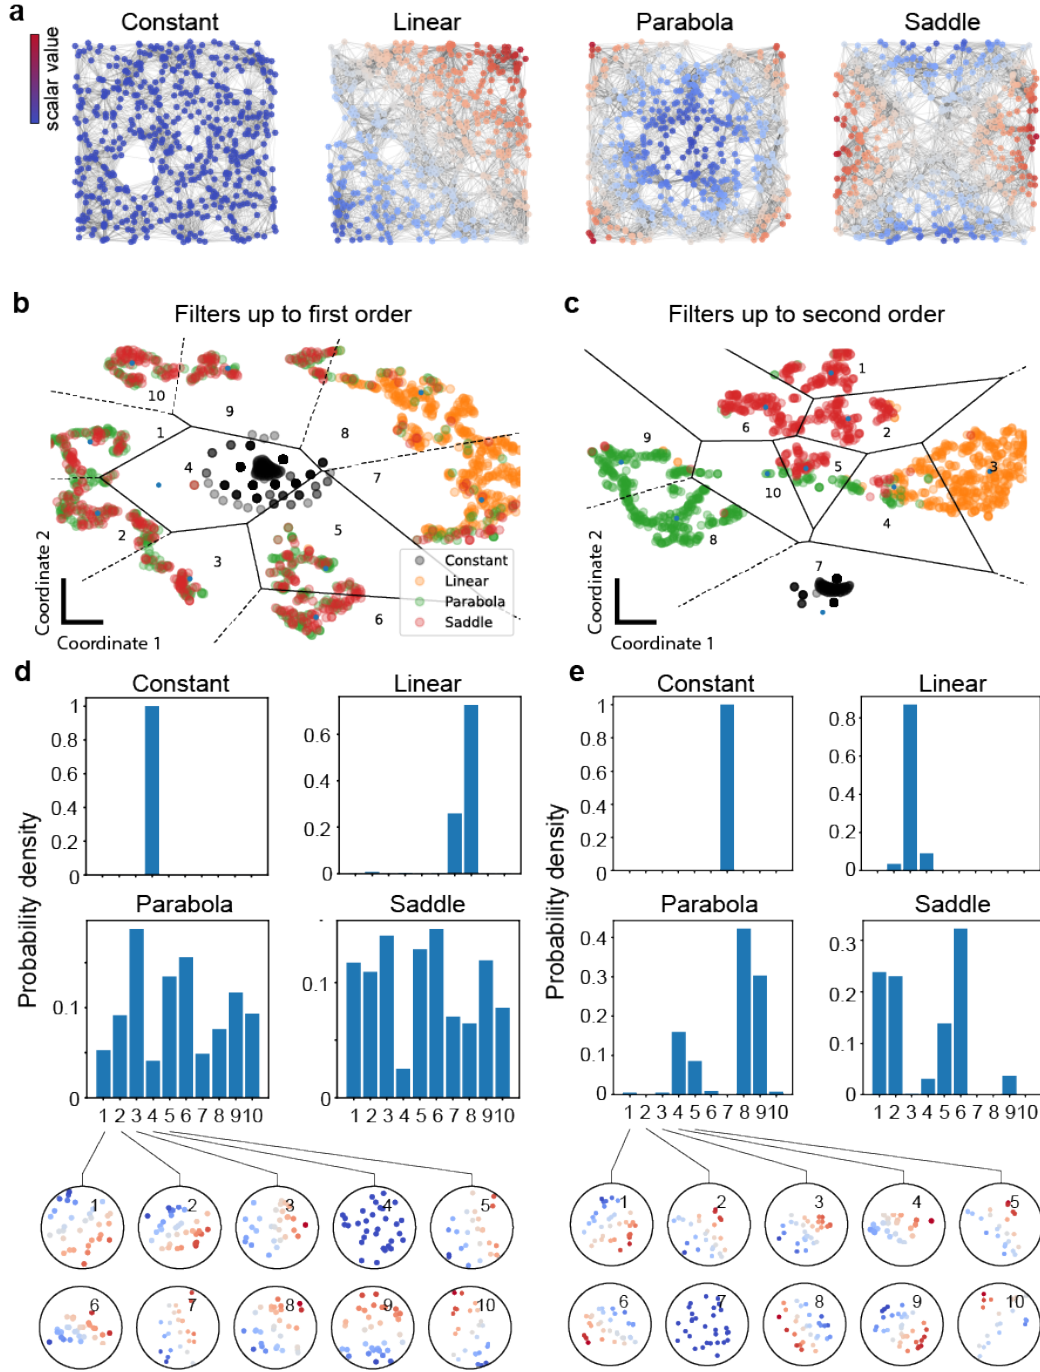 a
Constant Linear Parabola Saddle
scalar value
b c
Filters up to first order Filters up to second order
10
9
1
8
4
7
2
5
3
6
Constant
Linear
Parabola
Saddle
Coordinate 2
Coordinate 1
1
6
2
9
5
3
10
4
8
7
Coordinate 2
Coordinate 1
d e
Constant Linear
Probability density
1
0.8
0.6
0.4
0.2
0
0.6
0.4
0.2
0
Parabola Saddle
0.1
0
0.1
0
1 2 3 4 5 6 7 8 9 10
1 2 3 4 5 6 7 8 9 10
1 2 3 4 5
6 7 8 9 10
Constant Linear
Probability density
1
0.8
0.6
0.4
0.2
0
0.8
0.6
0.4
0.2
0
Parabola Saddle
0.4
0.3
0.2
0.1
0
0.3
0.2
0.1
0
1 2 3 4 5 6 7 8 9 10
1 2 3 4 5 6 7 8 9 10
1 2 3 4 5
6 7 8 9 10